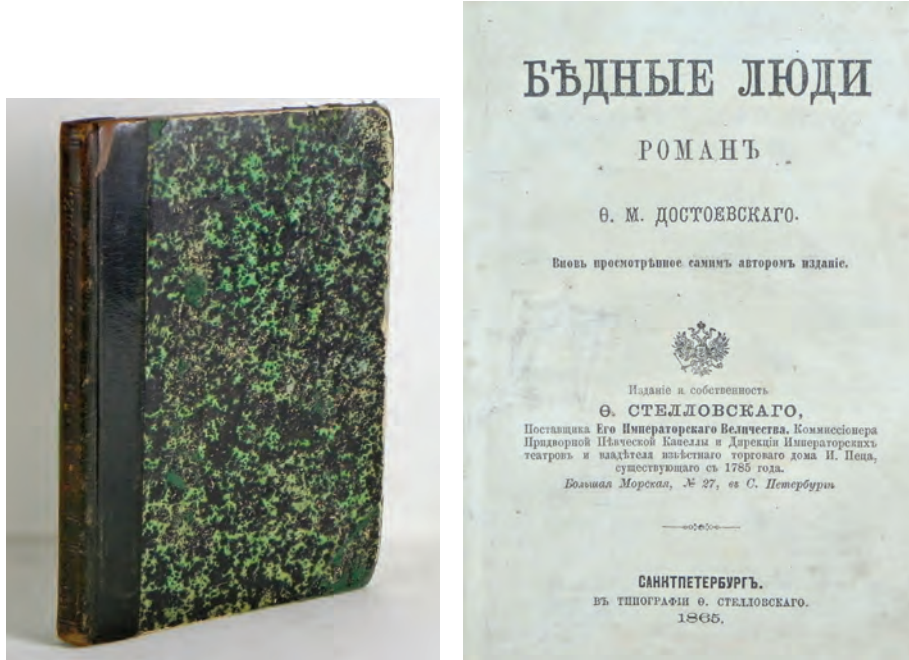 БѢДНЫЕ ЛЮДИ
РОМАНЪ
Ѳ. М. ДОСТОЕВСКАГО.
Вновь просмотрѣнное самимъ авторомъ изданіе.
Изданіе и собственность
Ѳ. СТЕЛЛОВСКАГО,
Поставщика Его Императорскаго Величества, Коммиссіонера
Придворной Пѣвческой Капеллы и Дирекціи Императорскихъ
театровъ и владѣтеля извѣстнаго торговаго дома И. Пеца,
существующаго съ 1785 года.
Большая Морская, № 27, въ С. Петербургѣ
САНКТПЕТЕРБУРГЪ.
ВЪ ТИПОГРАФІИ Ѳ. СТЕЛЛОВСКАГО.
1865.